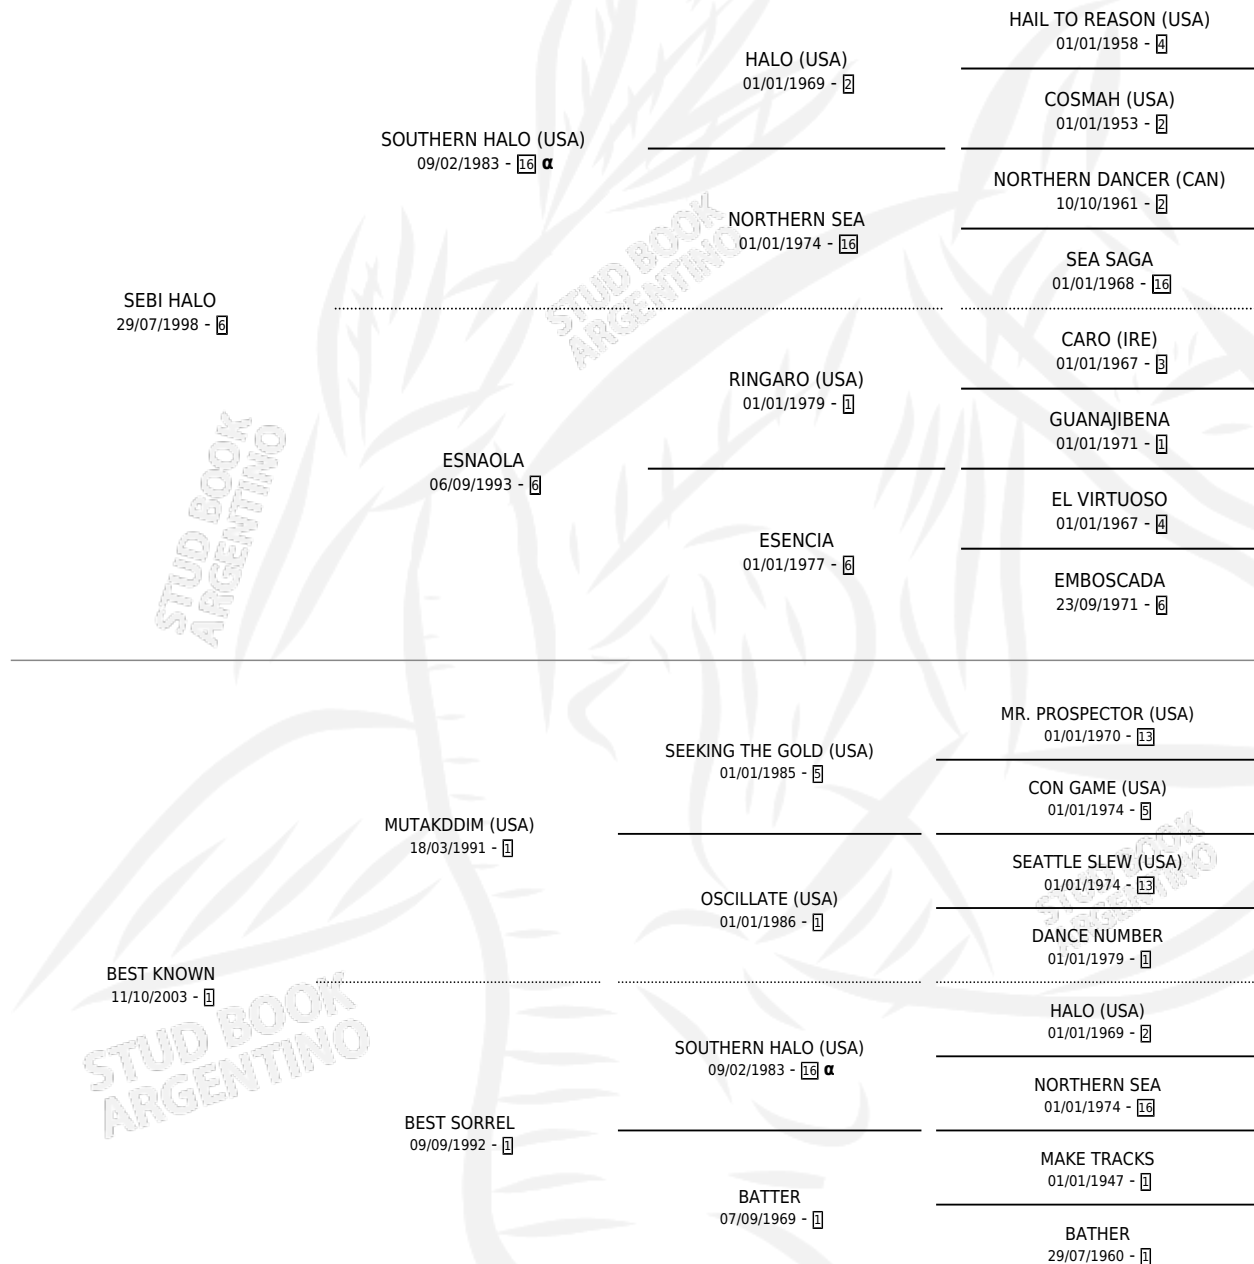 HAIL TO REASON (USA)
01/01/1958 - 4
HALO (USA)
01/01/1969 - 2
COSMAH (USA)
01/01/1953 - 2
SOUTHERN HALO (USA)
09/02/1983 - 16 α
NORTHERN DANCER (CAN)
10/10/1961 - 2
NORTHERN SEA
01/01/1974 - 16
SEA SAGA
01/01/1968 - 16
SEBI HALO
29/07/1998 - 6
CARO (IRE)
01/01/1967 - 3
RINGARO (USA)
01/01/1979 - 1
GUANAJIBENA
01/01/1971 - 1
ESNAOLA
06/09/1993 - 6
EL VIRTUOSO
01/01/1967 - 4
ESENCIA
01/01/1977 - 6
EMBOSCADA
23/09/1971 - 6
MR. PROSPECTOR (USA)
01/01/1970 - 13
SEEKING THE GOLD (USA)
01/01/1985 - 5
CON GAME (USA)
01/01/1974 - 5
MUTAKDDIM (USA)
18/03/1991 - 1
SEATTLE SLEW (USA)
01/01/1974 - 13
OSCILLATE (USA)
01/01/1986 - 1
DANCE NUMBER
01/01/1979 - 1
BEST KNOWN
11/10/2003 - 1
HALO (USA)
01/01/1969 - 2
SOUTHERN HALO (USA)
09/02/1983 - 16 α
NORTHERN SEA
01/01/1974 - 16
BEST SORREL
09/09/1992 - 1
MAKE TRACKS
01/01/1947 - 1
BATTER
07/09/1969 - 1
BATHER
29/07/1960 - 1
STUD BOOK
ARGENTINO
STUD BOOK
ARGENTINO
STUD BOOK
ARGENTINO
STUD BOOK
ARGENTINO